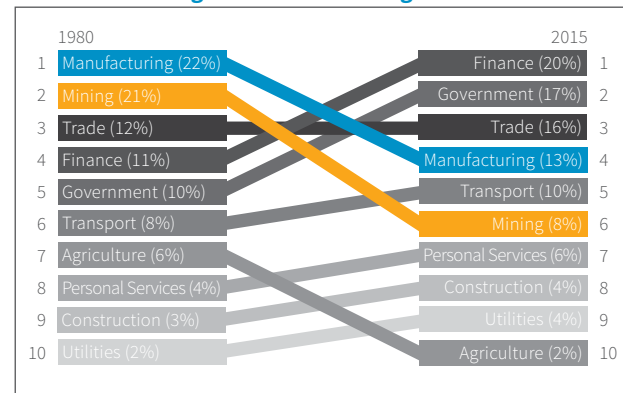 1980
1 Manufacturing (22%)
2 Mining (21%)
3 Trade (12%)
4 Finance (11%)
5 Government (10%)
6 Transport (8%)
7 Agriculture (6%)
8 Personal Services (4%)
9 Construction (3%)
10 Utilities (2%)
2015
Finance (20%) 1
Government (17%) 2
Trade (16%) 3
Manufacturing (13%) 4
Transport (10%) 5
Mining (8%) 6
Personal Services (6%) 7
Construction (4%) 8
Utilities (4%) 9
Agriculture (2%) 10